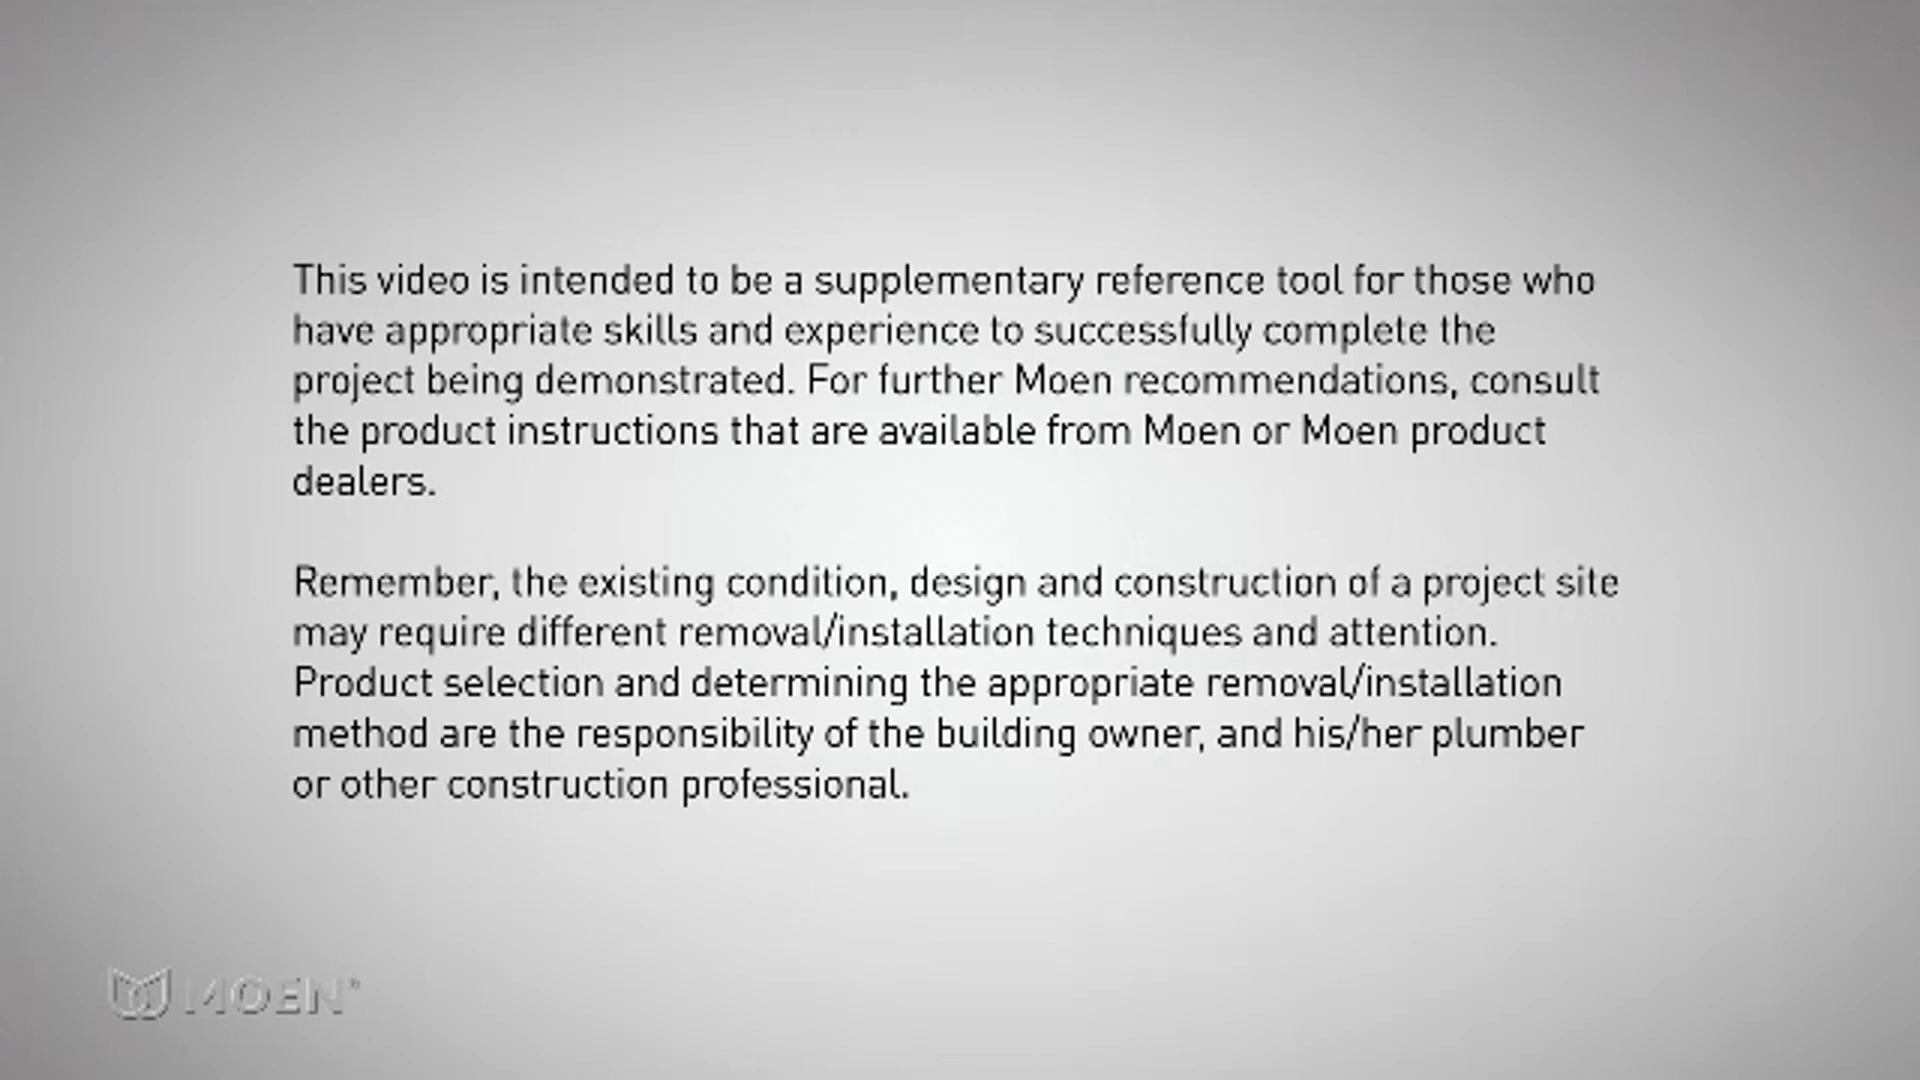 This video is intended to be a supplementary reference tool for those who
have appropriate skills and experience to successfully complete the
project being demonstrated. For further Moen recommendations, consult
the product instructions that are available from Moen or Moen product
dealers.
Remember, the existing condition, design and construction of a project site
may require different removal/installation techniques and attention.
Product selection and determining the appropriate removal/installation
method are the responsibility of the building owner, and his/her plumber
or other construction professional.
MOEN®